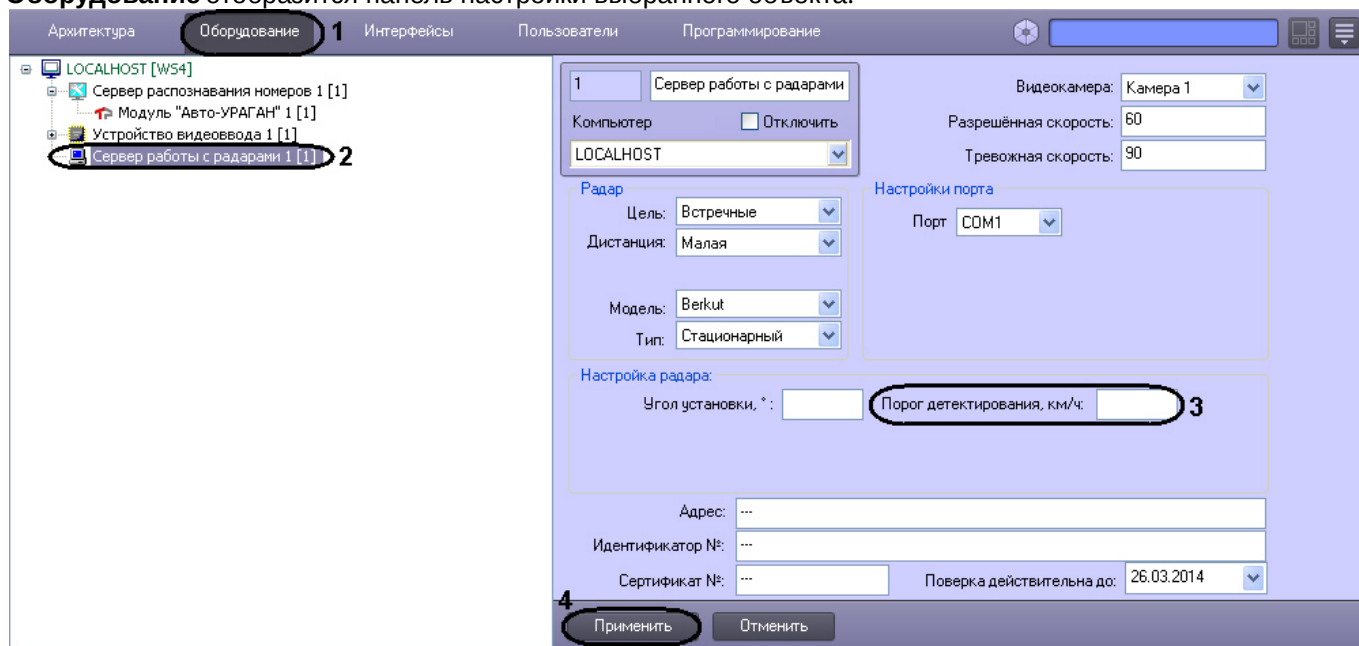 Оборудование отобразится панель настройки выбранного объекта.
Архитектура Оборудование 1 Интерфейсы Пользователи Программирование
LOCALHOST [WS4]
Сервер распознавания номеров 1 [1]
Модуль "Авто-УРАГАН" 1 [1]
Устройство видеоввода 1 [1]
Сервер работы с радарами 1 [1] 2
1 Сервер работы с радарами
Компьютер Отключить
LOCALHOST
Видеокамера: Камера 1
Разрешённая скорость: 60
Тревожная скорость: 90
Радар
Цель: Встречные
Дистанция: Малая
Модель: Berkut
Тип: Стационарный
Настройки порта
Порт COM1
Настройка радара:
Угол установки, °: Порог детектирования, км/ч: 3
Адрес: ---
Идентификатор №: ---
Сертификат №: --- Поверка действительна до: 26.03.2014
4
Применить Отменить